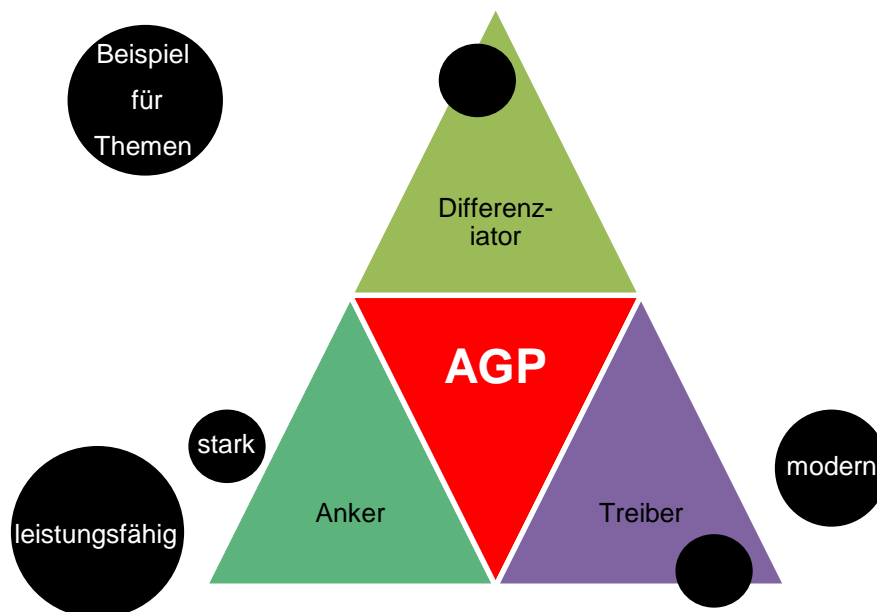 Beispiel
für
Themen
Differenz-
iator
AGP
stark
modern
Anker
Treiber
leistungsfähig